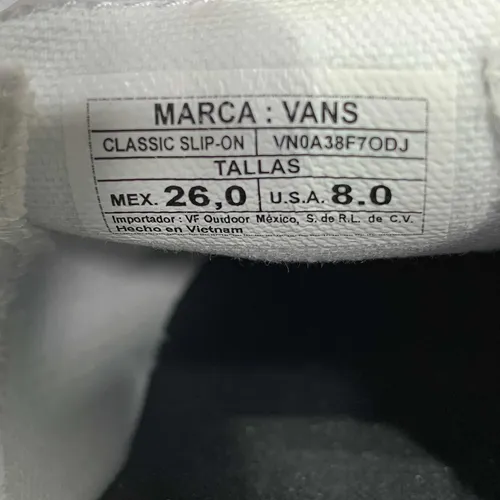 MARCA : VANS
CLASSIC SLIP-ON VN0A38F7ODJ
TALLAS
MEX. 26,0 U.S.A. 8.0
Importador : VF Outdoor México, S. de R.L. de C.V.
Hecho en Vietnam